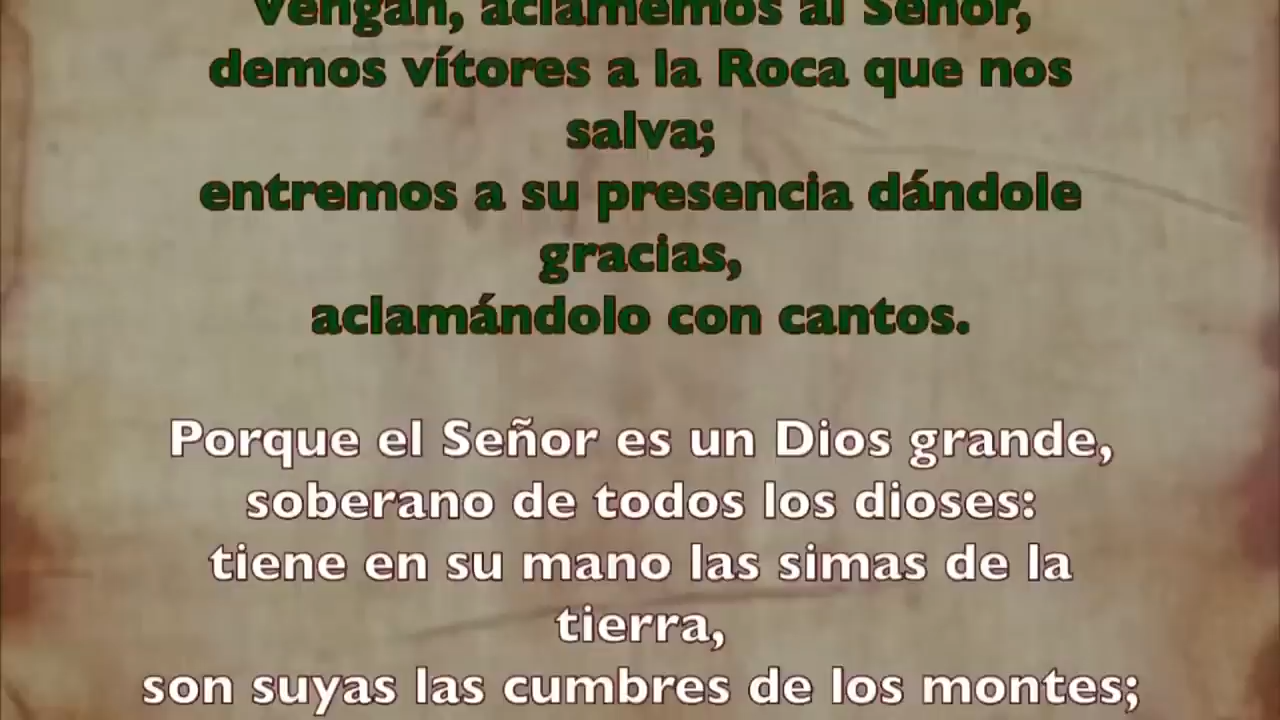 Vengan, aclamemos al Señor,
demos vítores a la Roca que nos
salva;
entremos a su presencia dándole
gracias,
aclamándolo con cantos.
Porque el Señor es un Dios grande,
soberano de todos los dioses:
tiene en su mano las simas de la
tierra,
son suyas las cumbres de los montes;